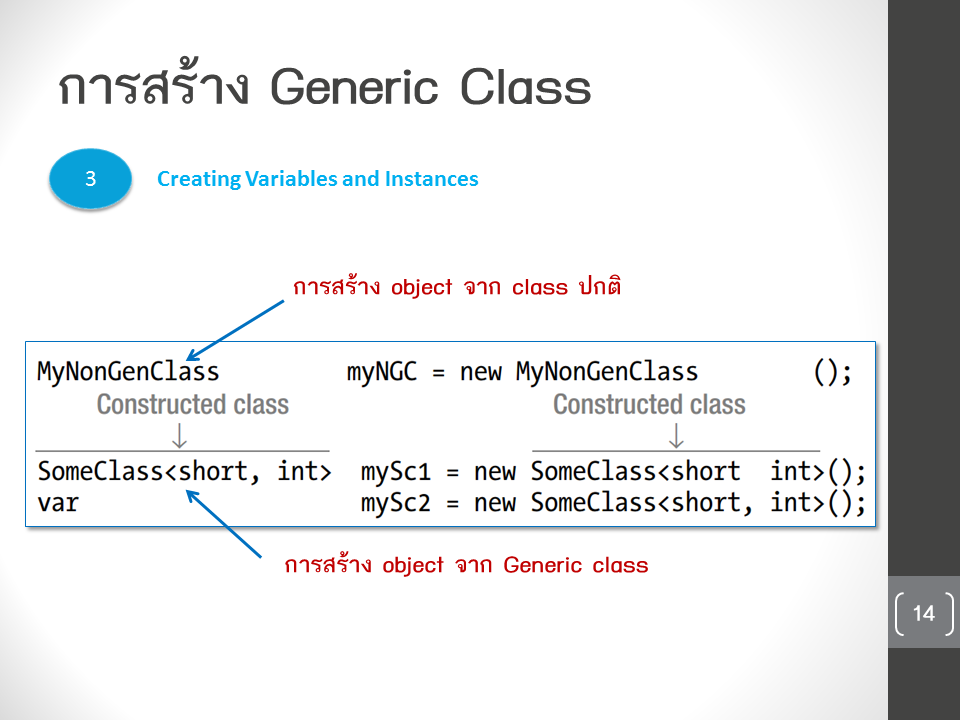 การสร้าง Generic Class
3
Creating Variables and Instances
การสร้าง object จาก class ปกติ
MyNonGenClass myNGC = new MyNonGenClass ();
Constructed class Constructed class
SomeClass<short, int> mySc1 = new SomeClass<short int>();
var mySc2 = new SomeClass<short, int>();
การสร้าง object จาก Generic class
14